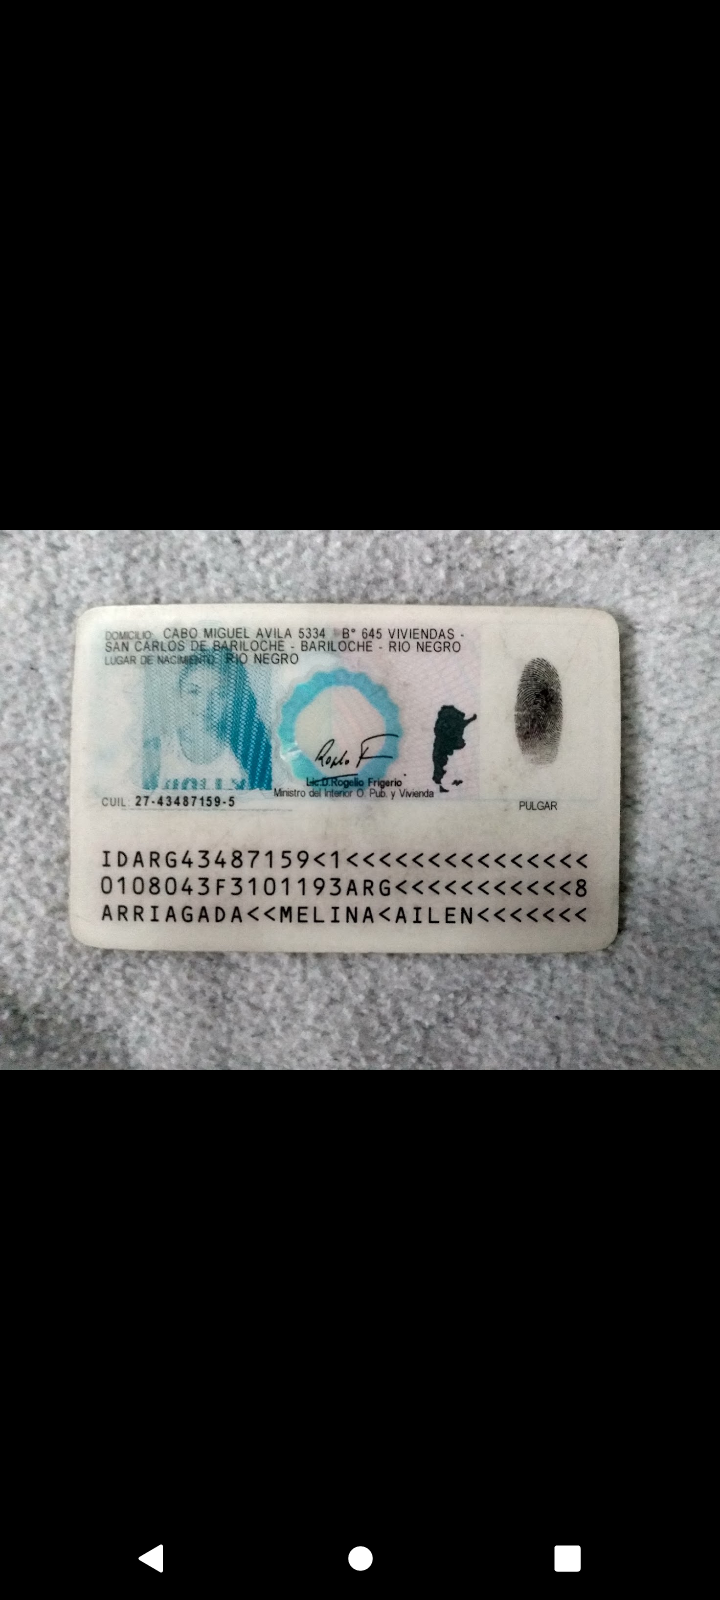 DOMICILIO: CABO MIGUEL AVILA 5334 B° 645 VIVIENDAS -
SAN CARLOS DE BARILOCHE - BARILOCHE - RIO NEGRO
LUGAR DE NACIMIENTO: RIO NEGRO
Lic.D.Rogelio Frigerio
Ministro del Interior O. Pub. y Vivienda
CUIL: 27-43487159-5
PULGAR
IDARG43487159<1<<<<<<<<<<<<<<<
0108043F3101193ARG<<<<<<<<<<<8
ARRIAGADA<<MELINA<AILEN<<<<<<<